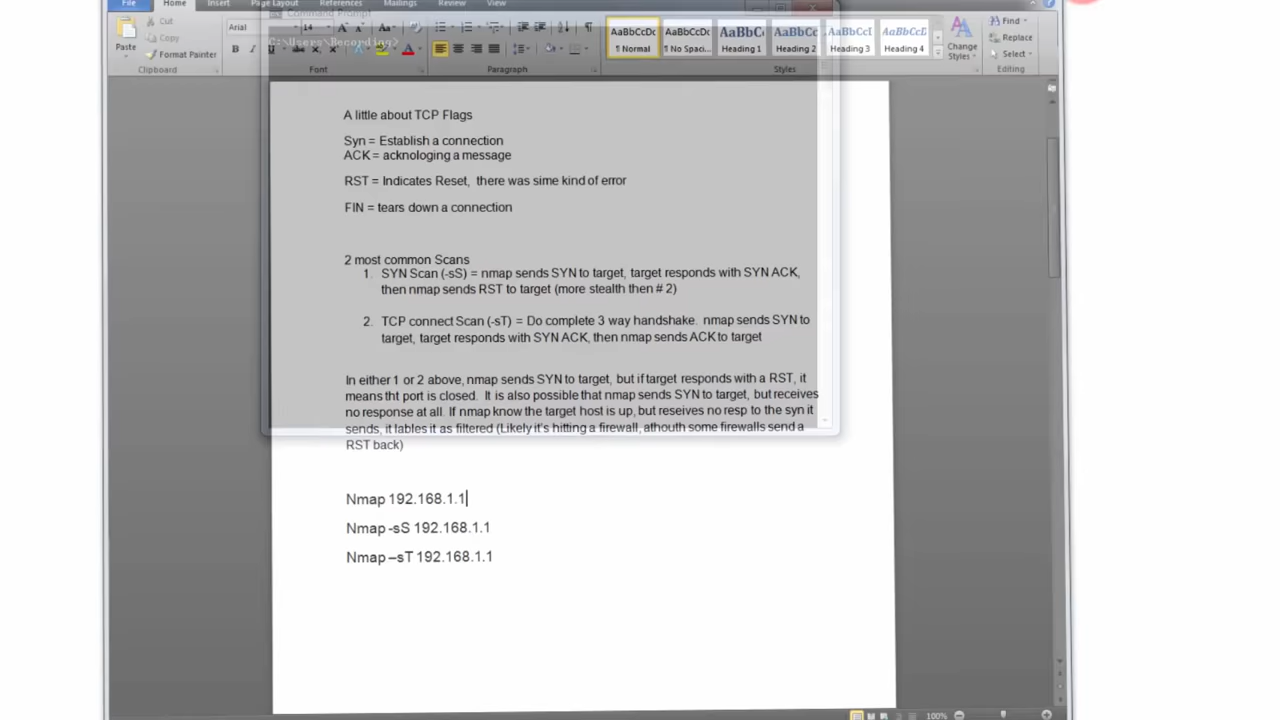 File Home Insert Page Layout References Mailings Review View
Command Prompt
Cut
Copy
Paste
Format Painter
Clipboard
Arial
14
C:\Users\Recording>
Font
Paragraph
AaBbCcDc AaBbCcDc AaBbC AaBbCc AaBbCcI AaBbCcD
¶ Normal ¶ No Spaci... Heading 1 Heading 2 Heading 3 Heading 4
Change Styles
Styles
Find
Replace
Select
Editing
A little about TCP Flags
Syn = Establish a connection
ACK = acknologing a message
RST = Indicates Reset, there was sime kind of error
FIN = tears down a connection
2 most common Scans
1. SYN Scan (-sS) = nmap sends SYN to target, target responds with SYN ACK,
then nmap sends RST to target (more stealth then # 2)
2. TCP connect Scan (-sT) = Do complete 3 way handshake. nmap sends SYN to
target, target responds with SYN ACK, then nmap sends ACK to target
In either 1 or 2 above, nmap sends SYN to target, but if target responds with a RST, it
means tht port is closed. It is also possible that nmap sends SYN to target, but receives
no response at all. If nmap know the target host is up, but reseives no resp to the syn it
sends, it lables it as filtered (Likely it's hitting a firewall, athouth some firewalls send a
RST back)
Nmap 192.168.1.1
Nmap -sS 192.168.1.1
Nmap –sT 192.168.1.1
100%